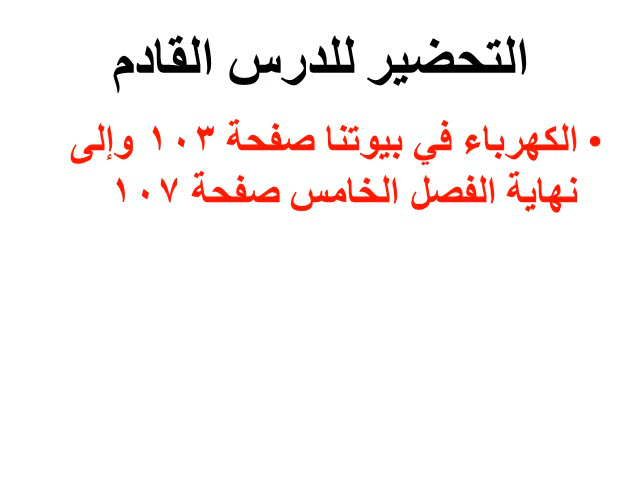 التحضير للدرس القادم
• الكهرباء في بيوتنا صفحة ١٠٣ وإلى
نهاية الفصل الخامس صفحة ١٠٧